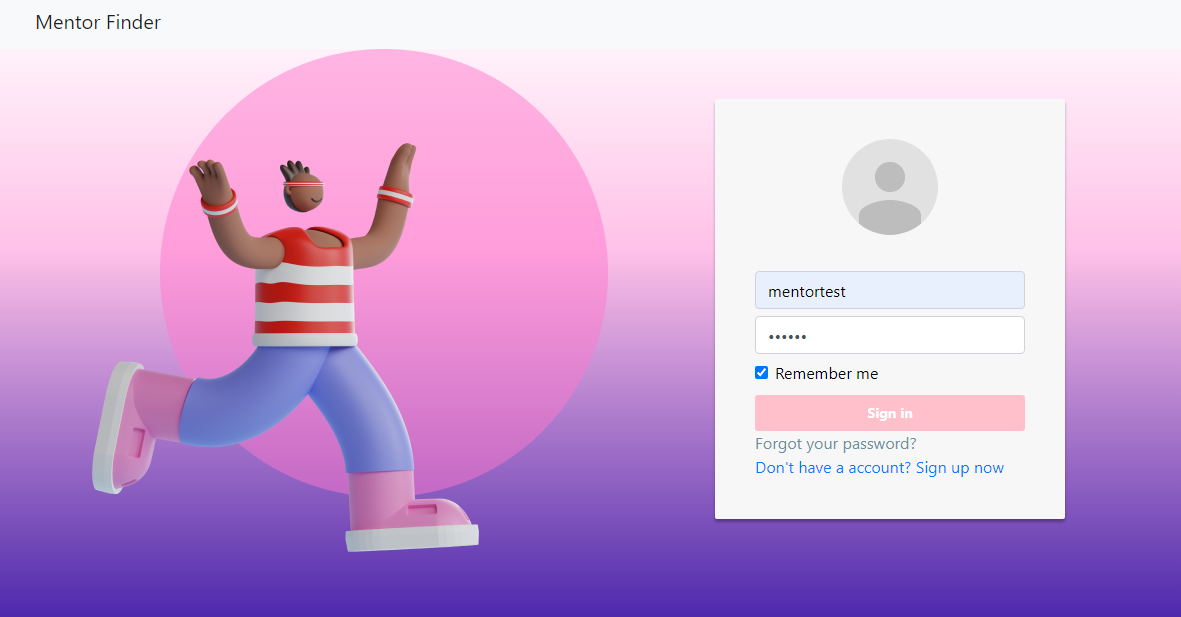 Mentor Finder
mentortest
••••••
Remember me
Sign in
Forgot your password?
Don't have a account? Sign up now